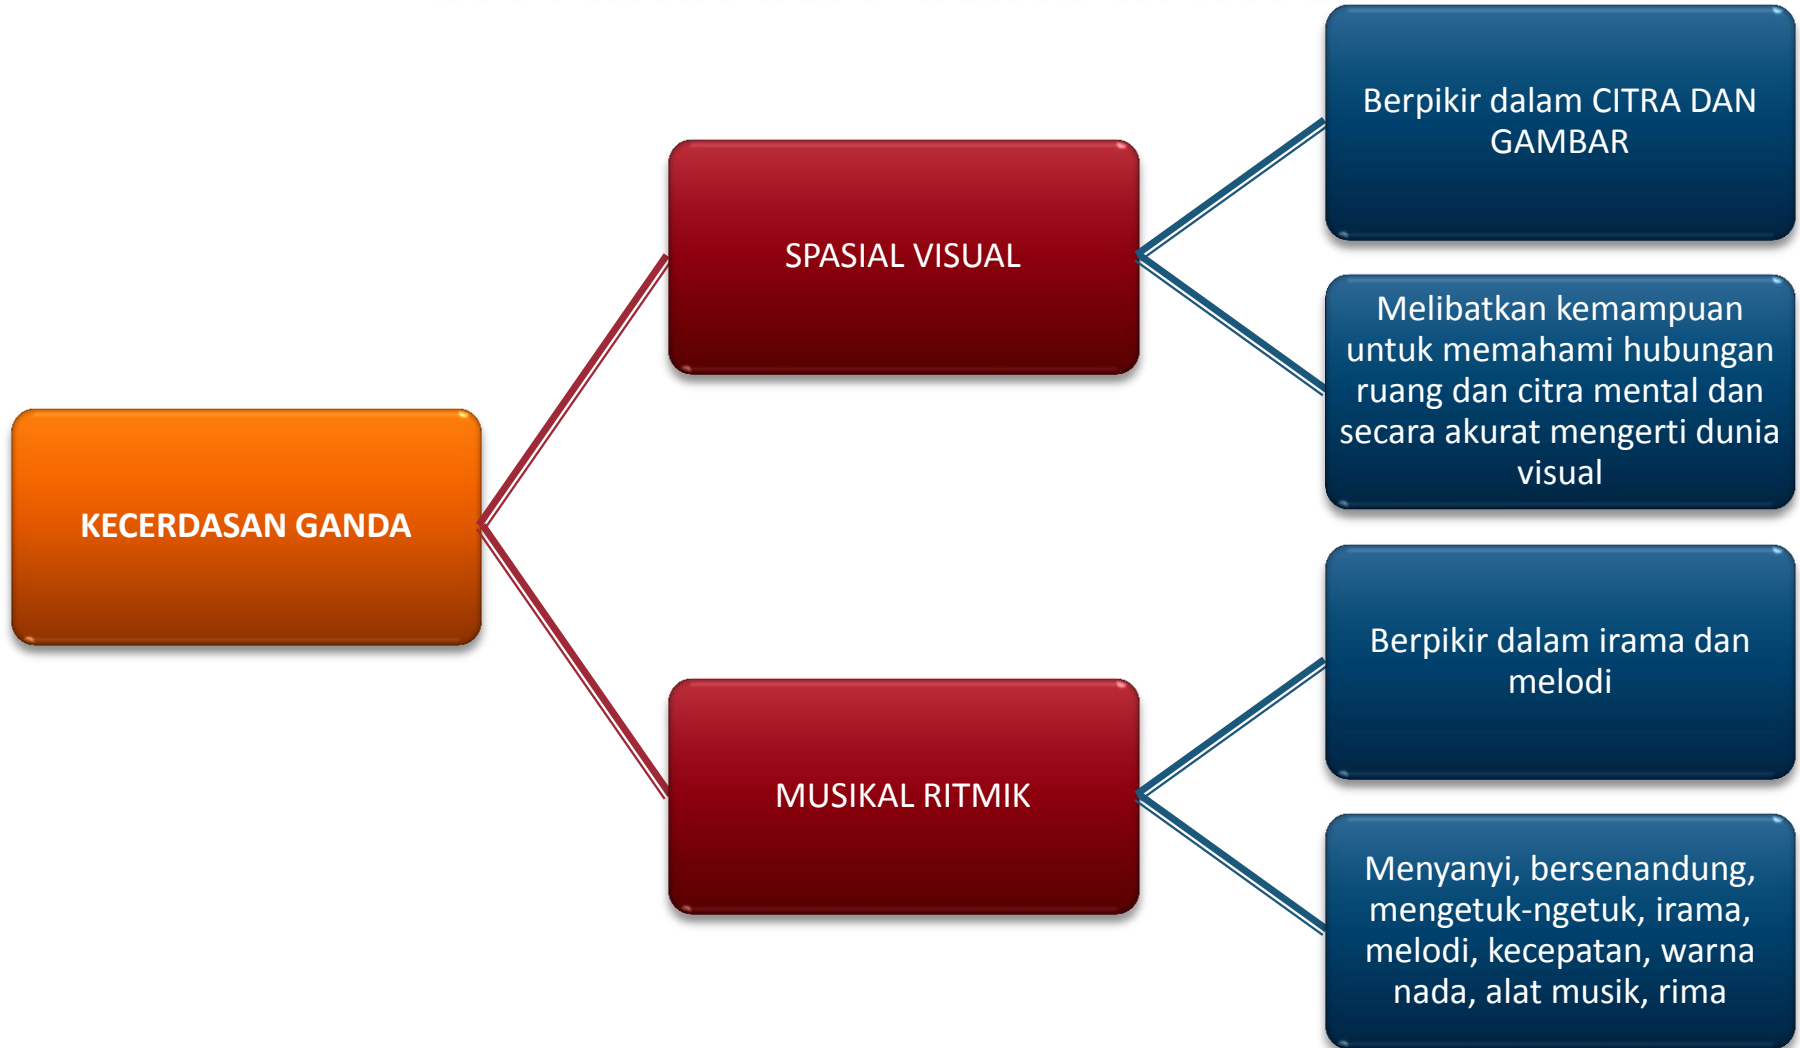 KECERDASAN GANDA
SPASIAL VISUAL
Berpikir dalam CITRA DAN
GAMBAR
Melibatkan kemampuan
untuk memahami hubungan
ruang dan citra mental dan
secara akurat mengerti dunia
visual
MUSIKAL RITMIK
Berpikir dalam irama dan
melodi
Menyanyi, bersenandung,
mengetuk-ngetuk, irama,
melodi, kecepatan, warna
nada, alat musik, rima